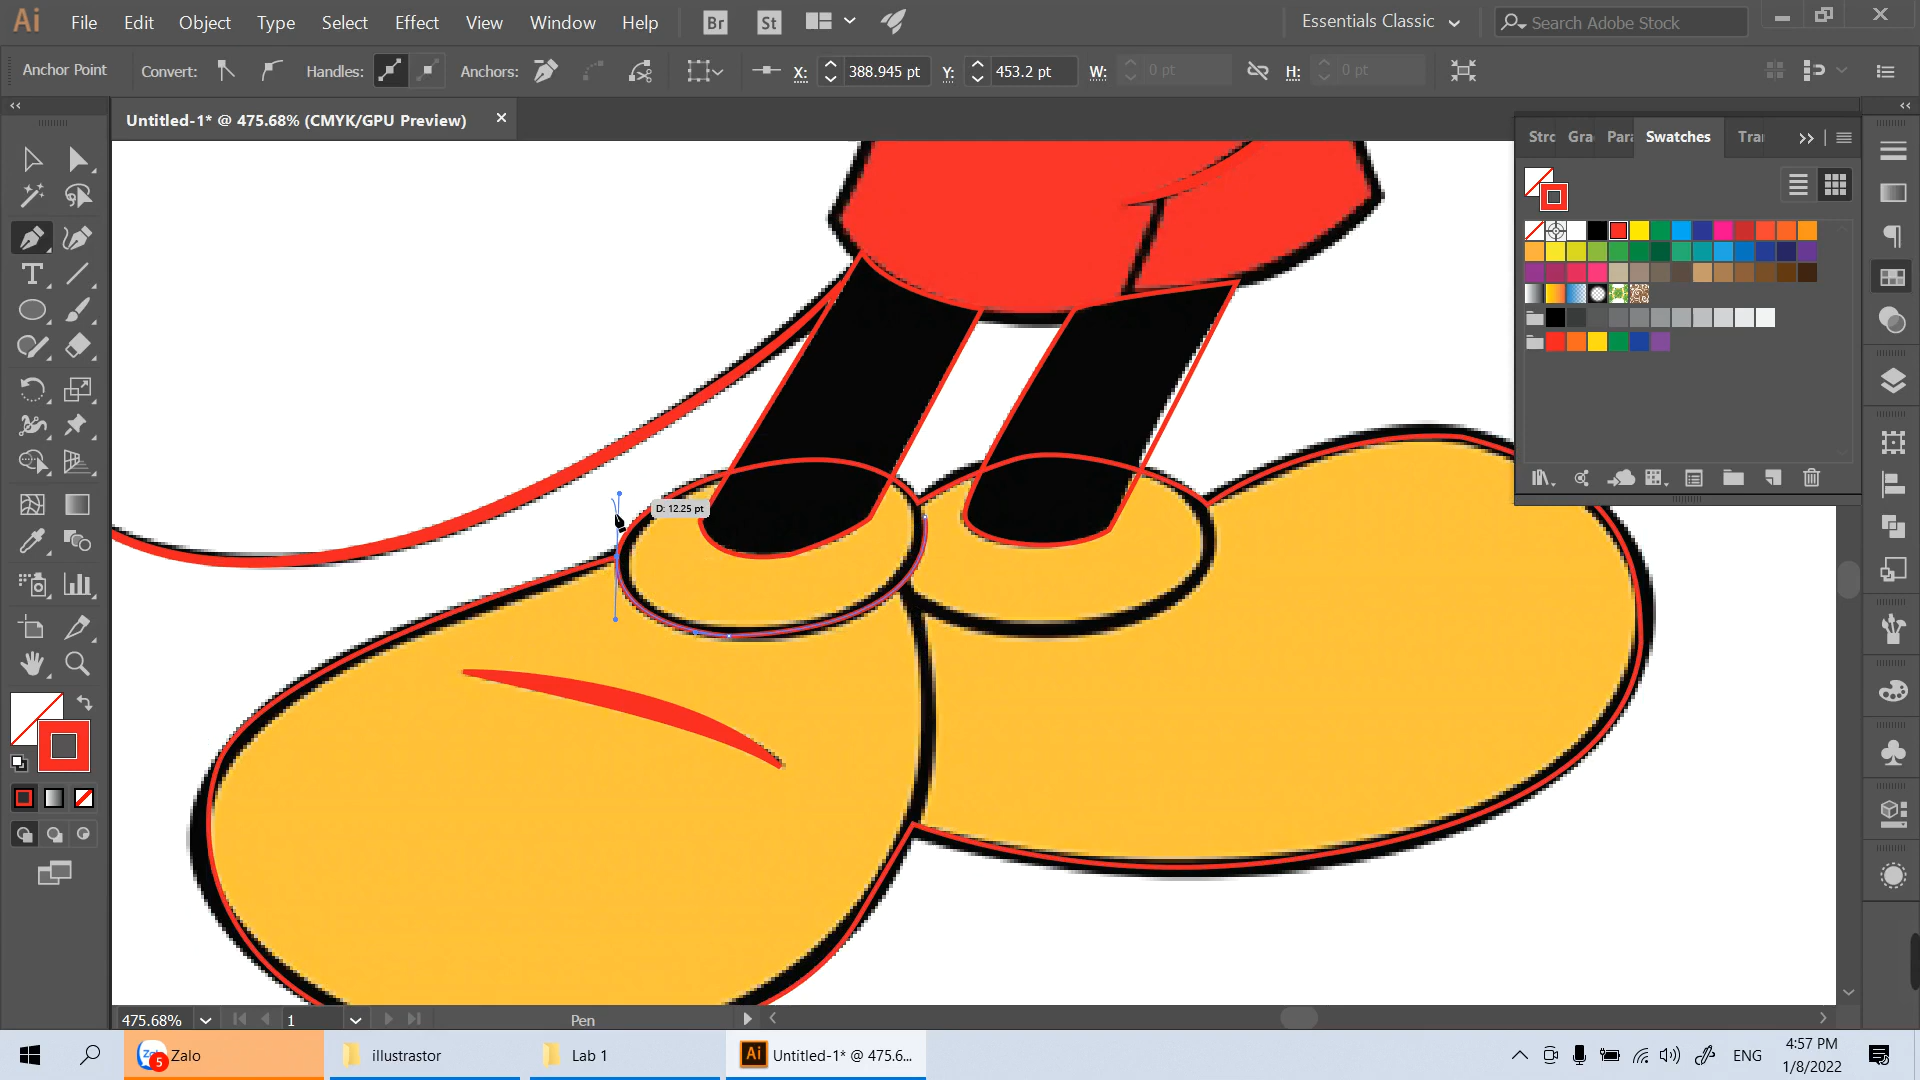 Ai File Edit Object Type Select Effect View Window Help Br St Essentials Classic Search Adobe Stock
Anchor Point Convert: Handles: Anchors: X: 388.945 pt Y: 453.2 pt W: 0 pt H: 0 pt
Untitled-1* @ 475.68% (CMYK/GPU Preview)
Strc Gra Para Swatches Tra
D: 12.25 pt
475.68% 1 Pen
Zalo 5 illustrastor Lab 1 Ai Untitled-1* @ 475.6... ENG 4:57 PM
1/8/2022